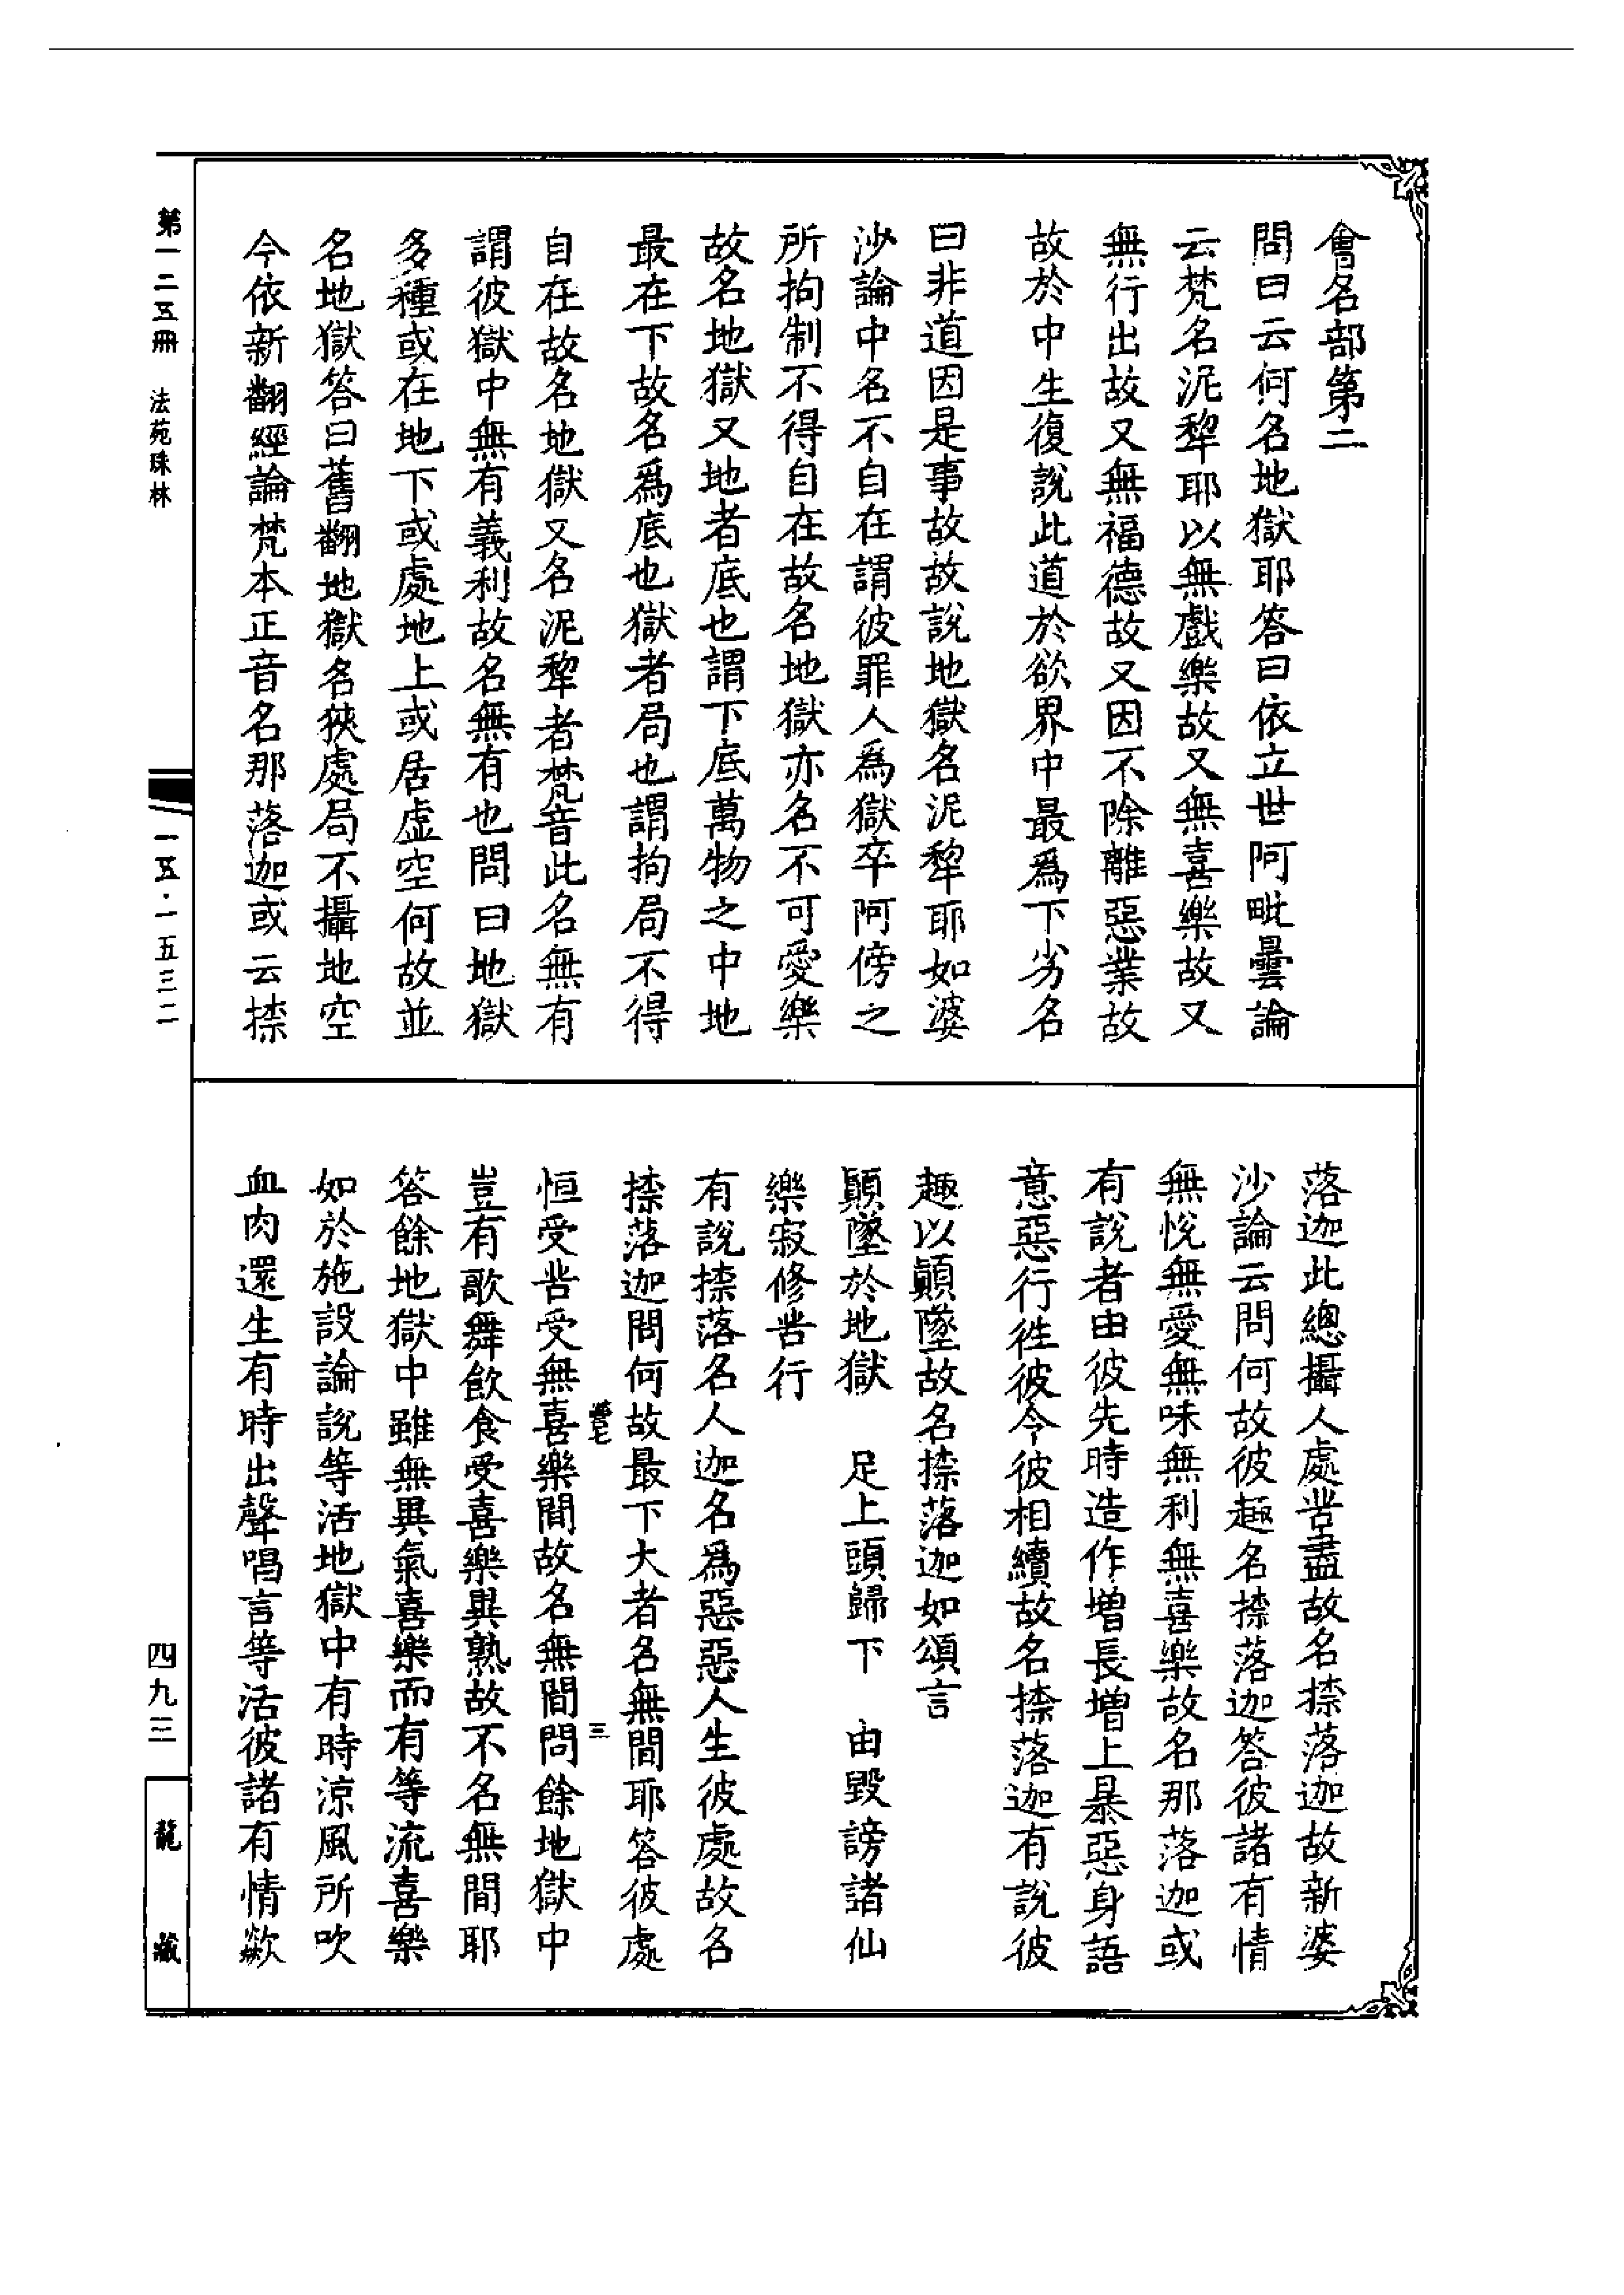 會名部第二
問曰云何名地獄耶答曰依立世阿毗曇論
云梵名泥犂耶以無戲樂故又無喜樂故又
無行出故又無福德故又因不除離惡業故
故於中生復說此道於欲界中最爲下劣名
曰非道因是事故故說地獄名泥犂耶如婆
沙論中名不自在謂彼罪人爲獄卒阿傍之
所拘制不得自在故名地獄亦名不可愛樂
故名地獄又地者底也謂下底萬物之中地
最在下故名爲底也獄者局也謂拘局不得
自在故名地獄又名泥犂者梵音此名無有
謂彼獄中無有義利故名無有也問曰地獄
多種或在地下或處地上或居虛空何故並
名地獄答曰舊翻地獄名狹處局不攝地空
今依新翻經論梵本正音名那落迦或云㮈
落迦此總攝人處苦盡故名㮈落迦故新婆
沙論云問何故彼趣名㮈落迦答彼諸有情
無悅無愛無味無利無喜樂故名那落迦或
有說者由彼先時造作增長增上暴惡身語
意惡行往彼令彼相續故名㮈落迦有說彼
趣以顚墜故名㮈落迦如頌言
顚墜於地獄　足上頭歸下　由毀謗諸仙
樂寂修苦行
有說㮈落名人迦名爲惡惡人生彼處故名
㮈落迦問何故最下大者名無間耶答彼處
三
恒受苦受無喜樂間故名無間問餘地獄中
豈有歌舞飲食受喜樂異熟故不名無間耶
答餘地獄中雖無異氣喜樂而有等流喜樂
如於施設論說等活地獄中有時涼風所吹
血肉還生有時出聲唱言等活彼諸有情歘
第一二五冊　法苑珠林
一五·一五三二
四九三
龍藏